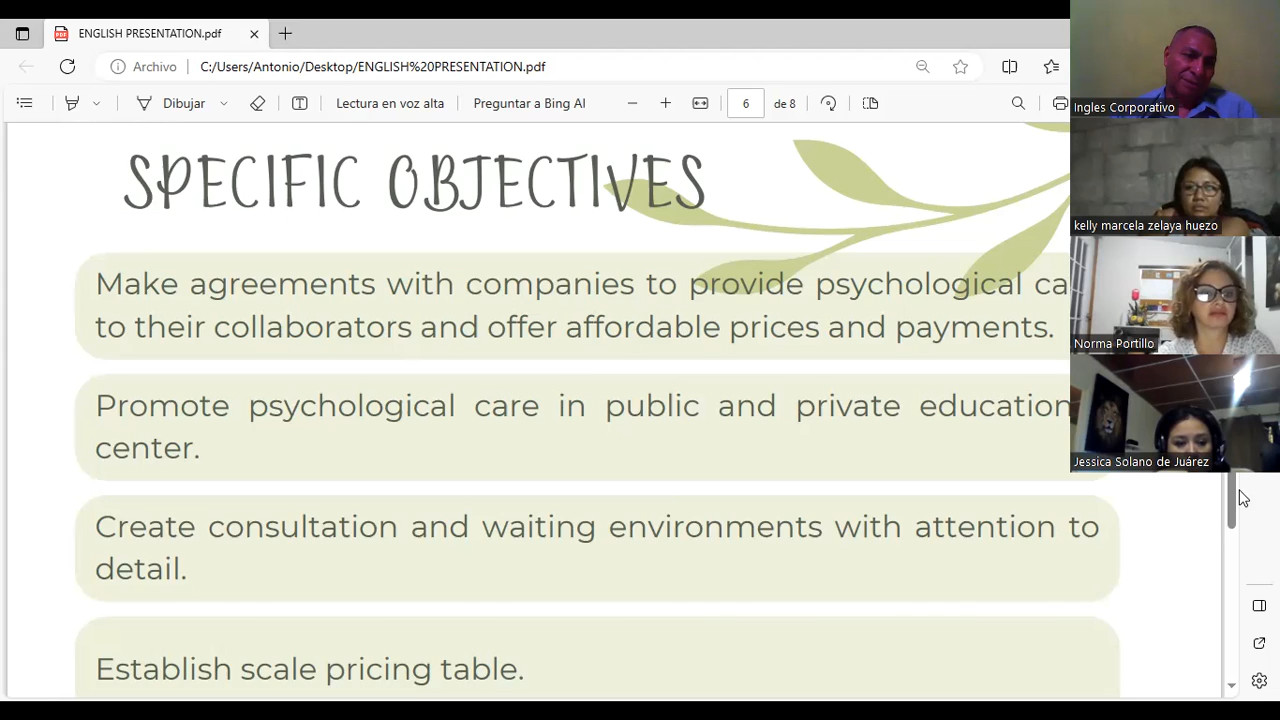 ENGLISH PRESENTATION.pdf
Archivo
C:/Users/Antonio/Desktop/ENGLISH%20PRESENTATION.pdf
Dibujar
Lectura en voz alta
Preguntar a Bing AI
6
de 8
SPECIFIC OBJECTIVES
Make agreements with companies to provide psychological ca
to their collaborators and offer affordable prices and payments.
Promote psychological care in public and private education
center.
Create consultation and waiting environments with attention to
detail.
Establish scale pricing table.
Ingles Corporativo
kelly marcela zelaya huezo
Norma Portillo
Jessica Solano de Juárez